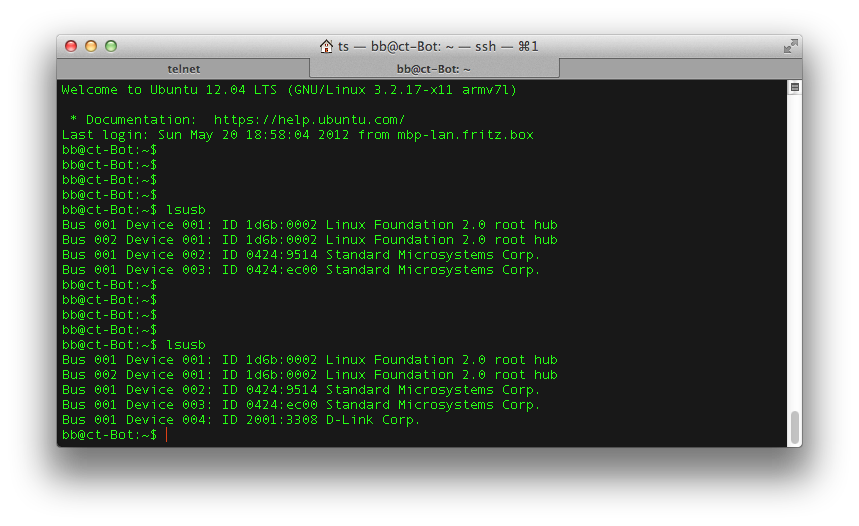 ts — bb@ct-Bot: ~ — ssh — ⌘1
telnet
bb@ct-Bot: ~
Welcome to Ubuntu 12.04 LTS (GNU/Linux 3.2.17-x11 armv7l)
* Documentation:  https://help.ubuntu.com/
Last login: Sun May 20 18:58:04 2012 from mbp-lan.fritz.box
bb@ct-Bot:~$
bb@ct-Bot:~$
bb@ct-Bot:~$
bb@ct-Bot:~$
bb@ct-Bot:~$ lsusb
Bus 001 Device 001: ID 1d6b:0002 Linux Foundation 2.0 root hub
Bus 002 Device 001: ID 1d6b:0002 Linux Foundation 2.0 root hub
Bus 001 Device 002: ID 0424:9514 Standard Microsystems Corp.
Bus 001 Device 003: ID 0424:ec00 Standard Microsystems Corp.
bb@ct-Bot:~$
bb@ct-Bot:~$
bb@ct-Bot:~$
bb@ct-Bot:~$
bb@ct-Bot:~$ lsusb
Bus 001 Device 001: ID 1d6b:0002 Linux Foundation 2.0 root hub
Bus 002 Device 001: ID 1d6b:0002 Linux Foundation 2.0 root hub
Bus 001 Device 002: ID 0424:9514 Standard Microsystems Corp.
Bus 001 Device 003: ID 0424:ec00 Standard Microsystems Corp.
Bus 001 Device 004: ID 2001:3308 D-Link Corp.
bb@ct-Bot:~$